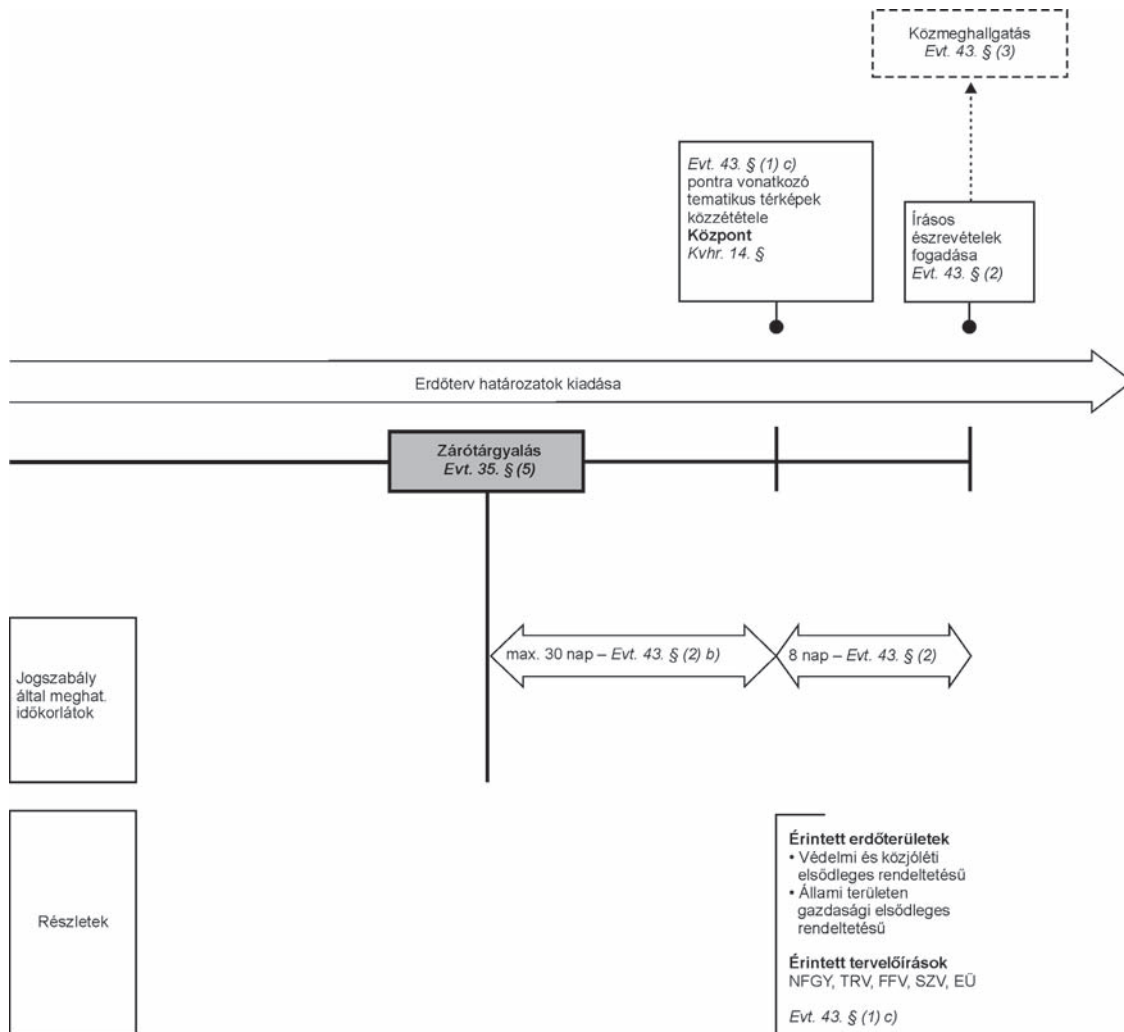 Közmeghallgatás
Evt. 43. § (3)
Evt. 43. § (1) c)
pontra vonatkozó
tematikus térképek
közzététele
Központ
Kvhr. 14. §
Írásos
észrevételek
fogadása
Evt. 43. § (2)
Erdőterv határozatok kiadása
Zárótárgyalás
Evt. 35. § (5)
Jogszabály
által meghat.
időkorlátok
max. 30 nap – Evt. 43. § (2) b)
8 nap – Evt. 43. § (2)
Részletek
Érintett erdőterületek
• Védelmi és közjóléti
elsődleges rendeltetésű
• Állami területen
gazdasági elsődleges
rendeltetésű
Érintett tervelőírások
NFGY, TRV, FFV, SZV, EÜ
Evt. 43. § (1) c)